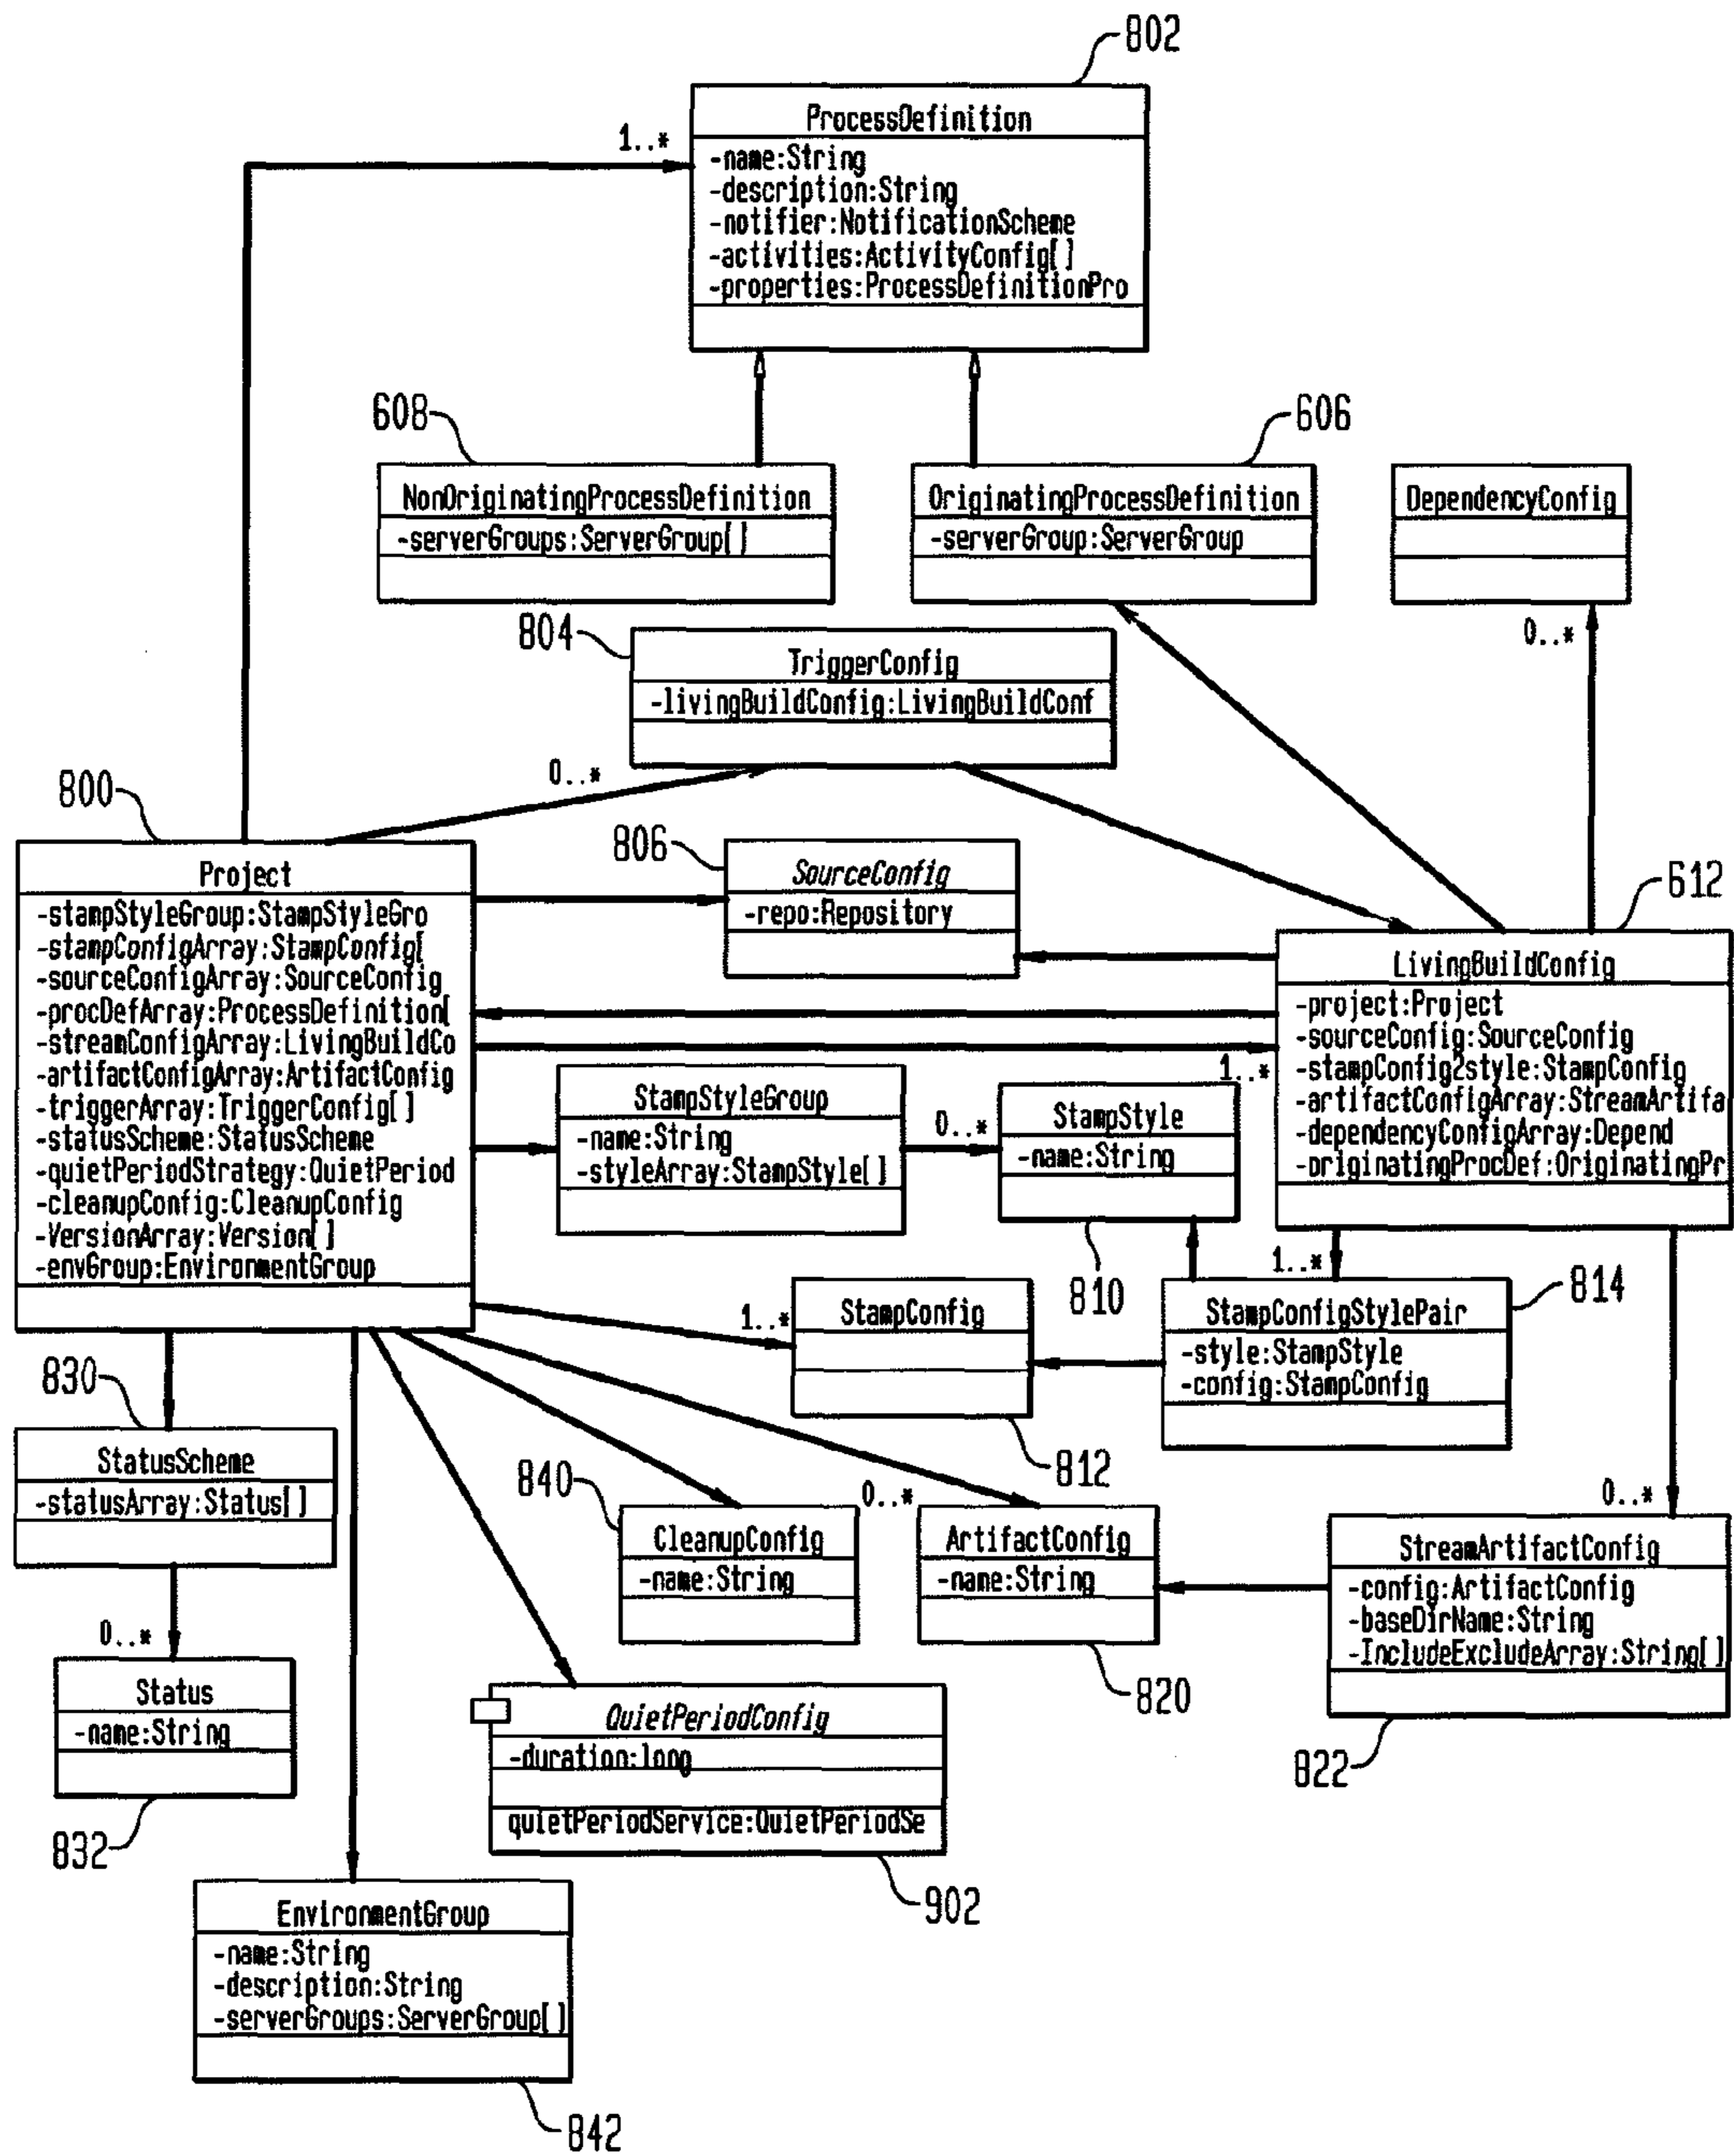 802
ProcessDefinition
1..*
-name:String
-description:String
-notifier:NotificationScheme
-activities:ActivityConfig[]
-properties:ProcessDefinitionPro
608
606
NonOriginatingProcessDefinition
-serverGroups:ServerGroup[]
OriginatingProcessDefinition
-serverGroup:ServerGroup
DependencyConfig
0..*
804
TriggerConfig
-livingBuildConfig:LivingBuildConf
0..*
800
Project
-stampStyleGroup:StampStyleGro
-stampConfigArray:StampConfig[
-sourceConfigArray:SourceConfig
-procDefArray:ProcessDefinition[
-streamConfigArray:LivingBuildCo
-artifactConfigArray:ArtifactConfig
-triggerArray:TriggerConfig[]
-statusScheme:StatusScheme
-quietPeriodStrategy:QuietPeriod
-cleanupConfig:CleanupConfig
-VersionArray:Version[]
-envGroup:EnvironmentGroup
806
SourceConfig
-repo:Repository
612
LivingBuildConfig
-project:Project
-sourceConfig:SourceConfig
-stampConfig2style:StampConfig
-artifactConfigArray:StreamArtifa
-dependencyConfigArray:Depend
-originatingProcDef:OriginatingPr
1..*
StampStyleGroup
-name:String
-styleArray:StampStyle[]
0..*
StampStyle
-name:String
810
1..*
StampConfig
812
1..*
814
StampConfigStylePair
-style:StampStyle
-config:StampConfig
830
StatusScheme
-statusArray:Status[]
0..*
Status
-name:String
832
840
CleanupConfig
-name:String
0..*
ArtifactConfig
-name:String
820
0..*
StreamArtifactConfig
-config:ArtifactConfig
-baseDirName:String
-IncludeExcludeArray:String[]
822
QuietPeriodConfig
-duration:long
quietPeriodService:QuietPeriodSe
902
EnvironmentGroup
-name:String
-description:String
-serverGroups:ServerGroup[]
842